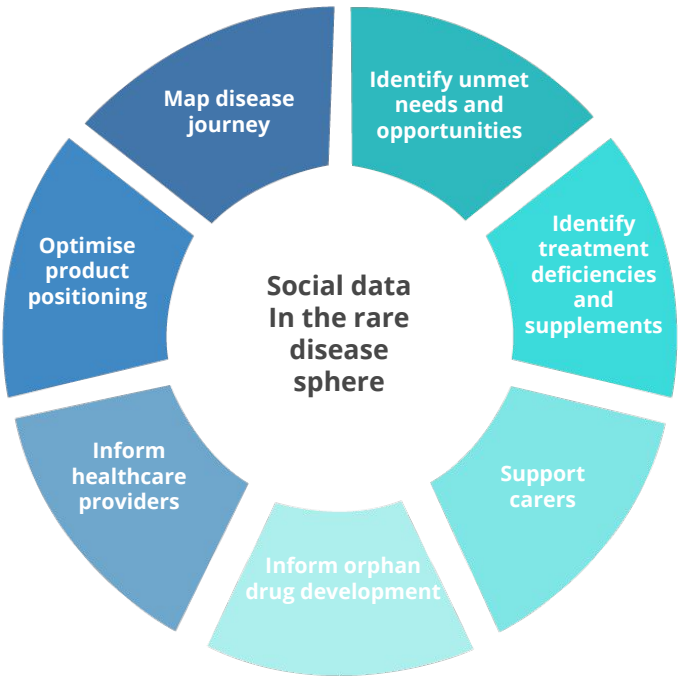 Map disease
journey
Identify unmet
needs and
opportunities
Identify
treatment
deficiencies
and
supplements
Support
carers
Inform orphan
drug development
Inform
healthcare
providers
Optimise
product
positioning
Social data
In the rare
disease
sphere